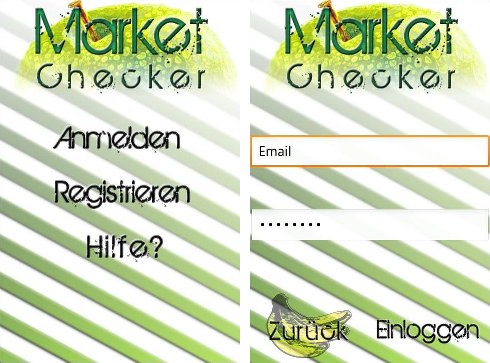 Market
Checker
Anmelden
Registrieren
Hilfe?
Market
Checker
Email
••••••••
Zurück
Einloggen